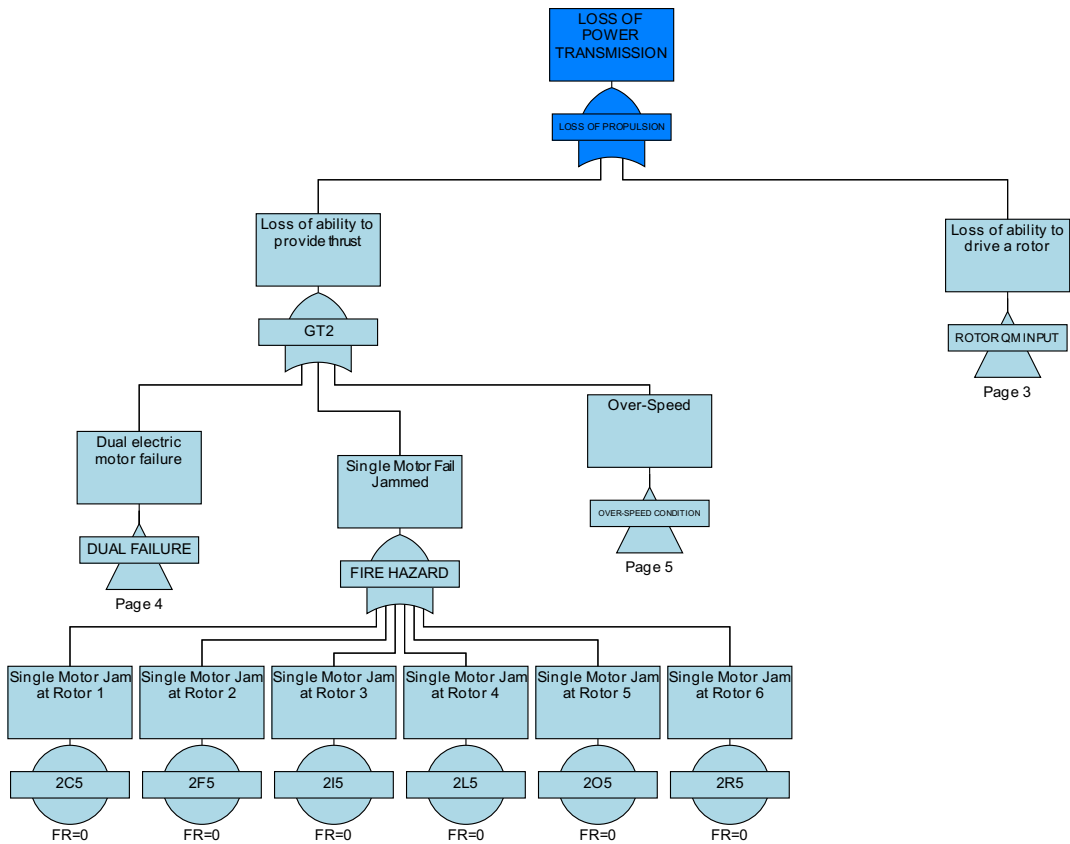 LOSS OF
POWER
TRANSMISSION
LOSS OF PROPULSION
Loss of ability to
provide thrust
GT2
Loss of ability to
drive a rotor
ROTOR QM INPUT
Page 3
Dual electric
motor failure
DUAL FAILURE
Page 4
Single Motor Fail
Jammed
FIRE HAZARD
Over-Speed
OVER-SPEED CONDITION
Page 5
Single Motor Jam
at Rotor 1
2C5
FR=0
Single Motor Jam
at Rotor 2
2F5
FR=0
Single Motor Jam
at Rotor 3
2I5
FR=0
Single Motor Jam
at Rotor 4
2L5
FR=0
Single Motor Jam
at Rotor 5
2O5
FR=0
Single Motor Jam
at Rotor 6
2R5
FR=0